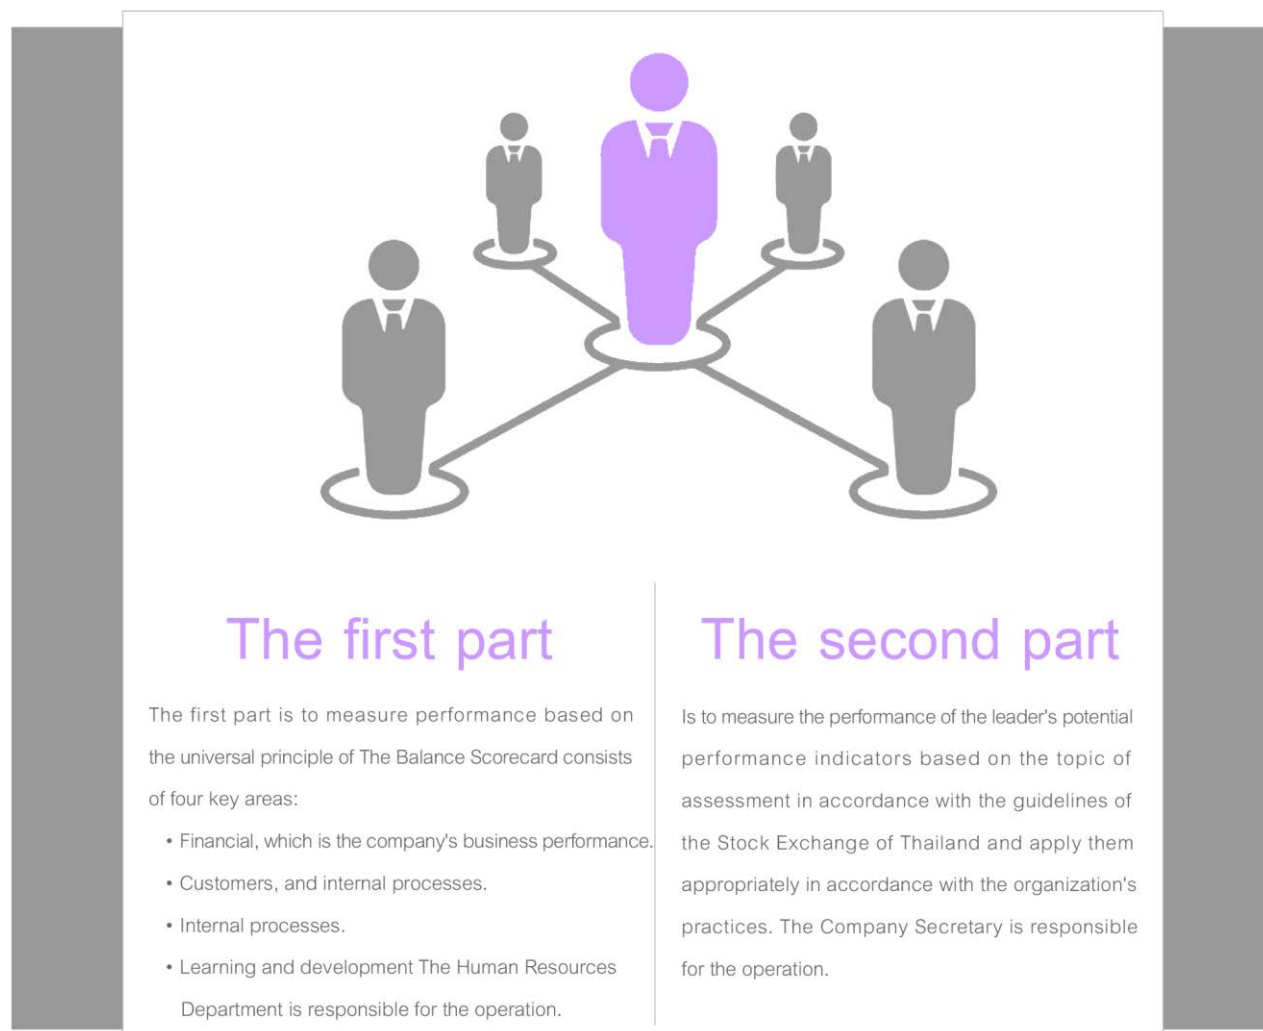 The first part
The first part is to measure performance based on
the universal principle of The Balance Scorecard consists
of four key areas:
• Financial, which is the company's business performance.
• Customers, and internal processes.
• Internal processes.
• Learning and development The Human Resources
Department is responsible for the operation.
The second part
Is to measure the performance of the leader's potential
performance indicators based on the topic of
assessment in accordance with the guidelines of
the Stock Exchange of Thailand and apply them
appropriately in accordance with the organization's
practices. The Company Secretary is responsible
for the operation.